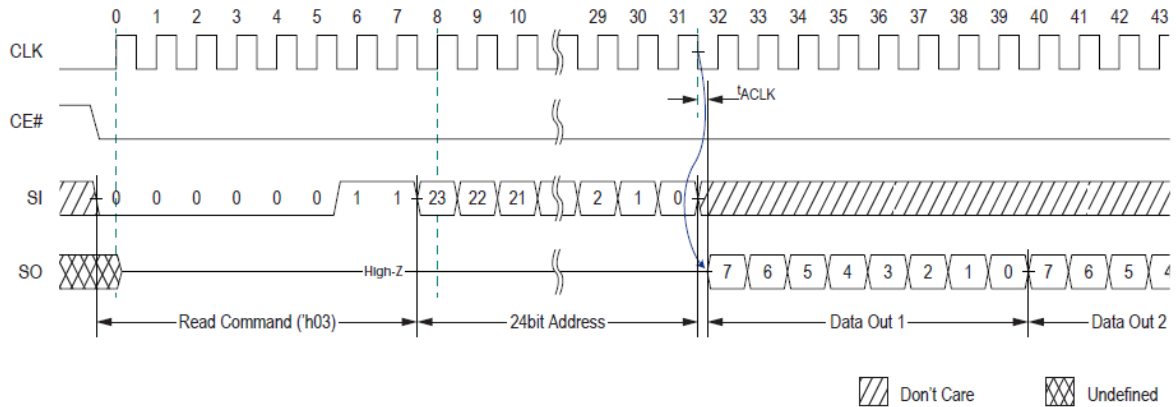 0 1 2 3 4 5 6 7 8 9 10 29 30 31 32 33 34 35 36 37 38 39 40 41 42 43
CLK
tACLK
CE#
SI 0 0 0 0 0 0 1 1 23 22 21 2 1 0
SO High-Z 7 6 5 4 3 2 1 0 7 6 5 4
Read Command ('h03) 24bit Address Data Out 1 Data Out 2
Don't Care Undefined